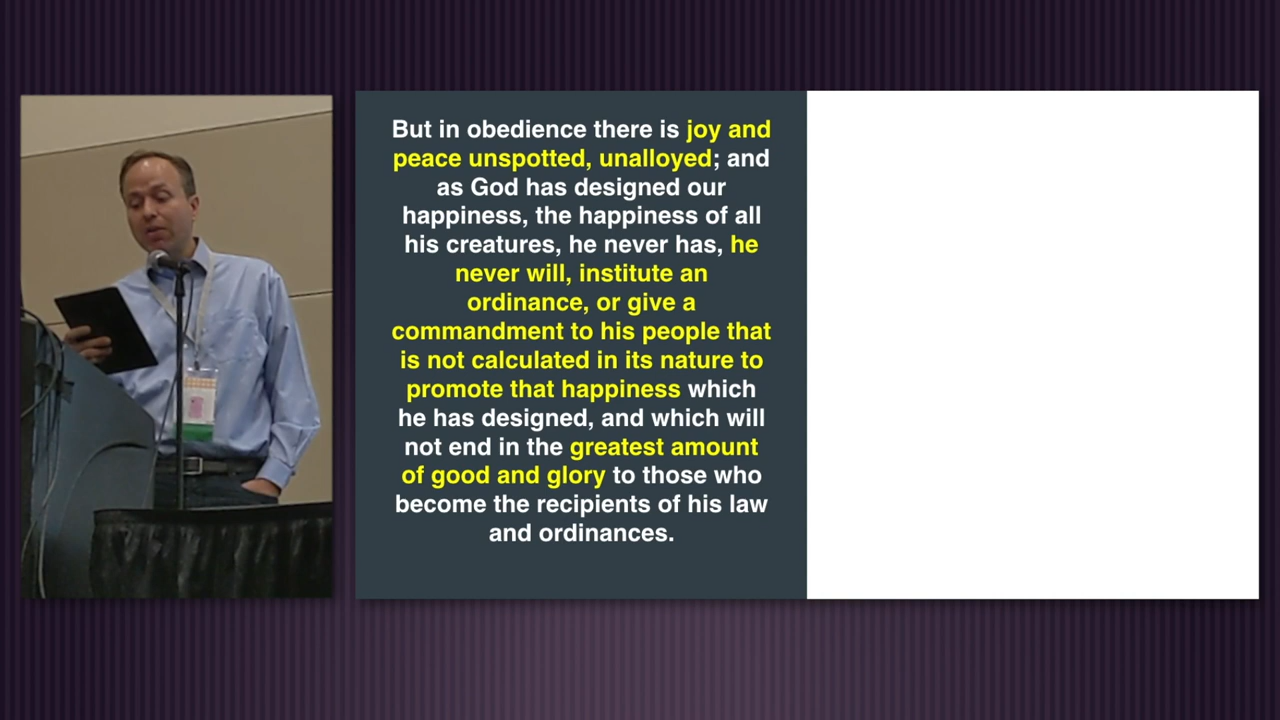 But in obedience there is joy and
peace unspotted, unalloyed; and
as God has designed our
happiness, the happiness of all
his creatures, he never has, he
never will, institute an
ordinance, or give a
commandment to his people that
is not calculated in its nature to
promote that happiness which
he has designed, and which will
not end in the greatest amount
of good and glory to those who
become the recipients of his law
and ordinances.